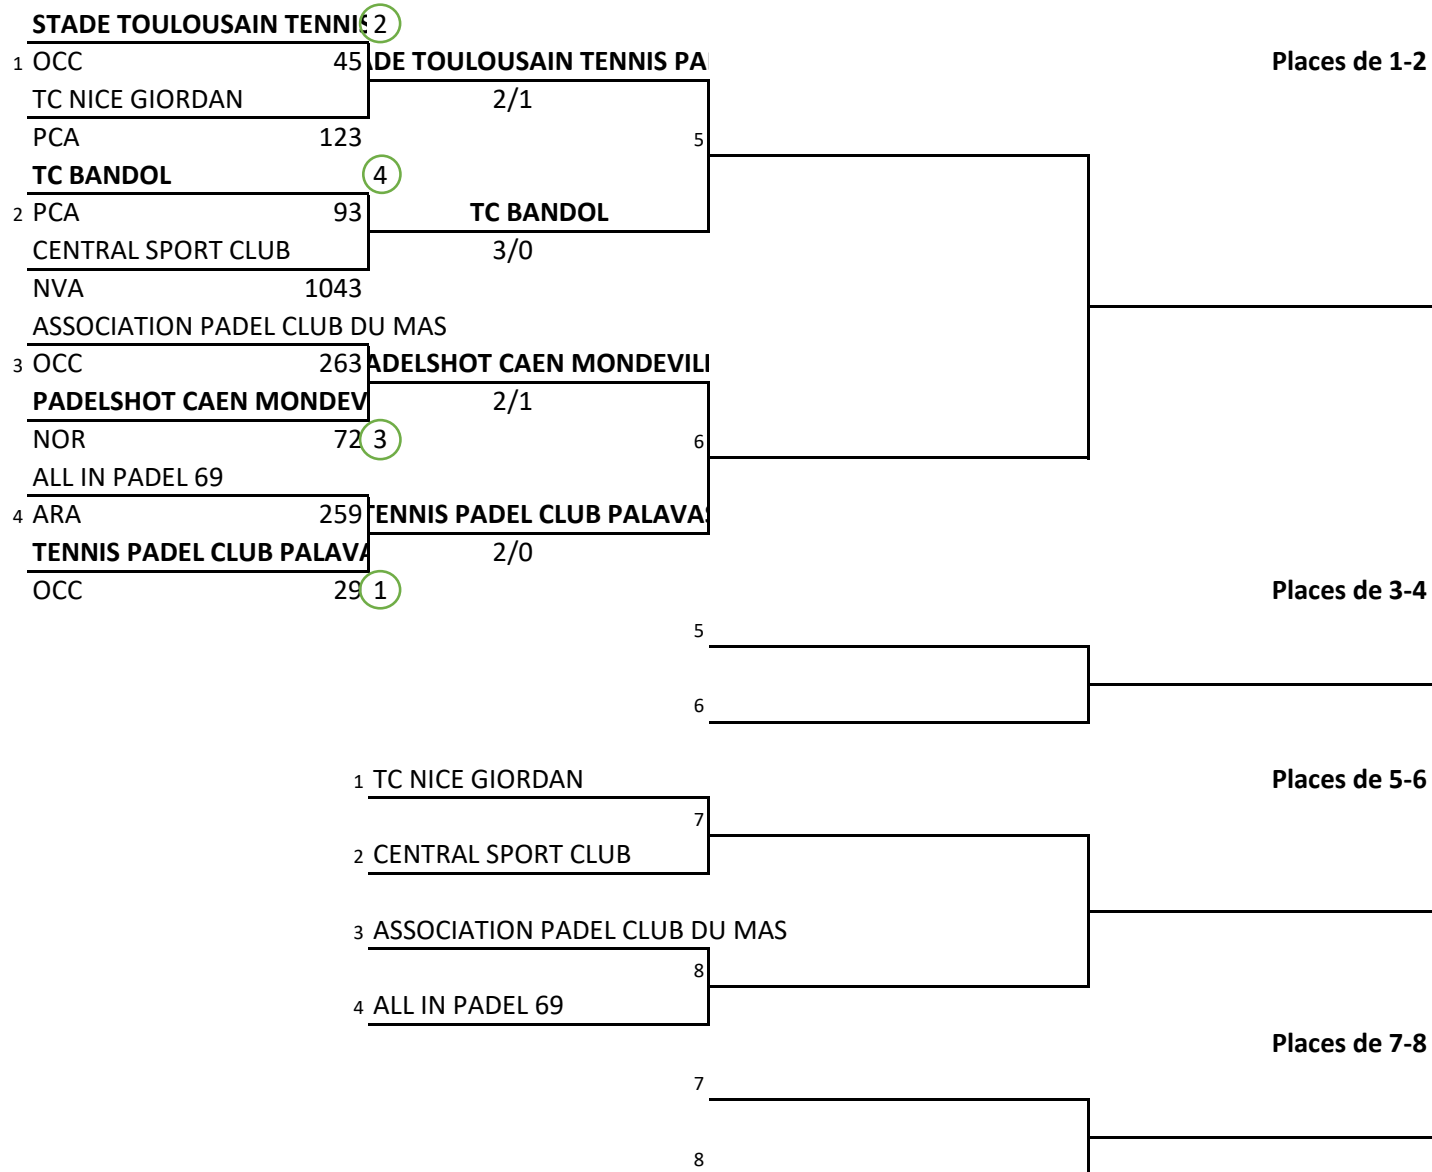 STADE TOULOUSAIN TENNIS 2
1 OCC 45 ADE TOULOUSAIN TENNIS PA Places de 1-2
TC NICE GIORDAN 2/1
PCA 123 5
TC BANDOL 4
2 PCA 93 TC BANDOL
CENTRAL SPORT CLUB 3/0
NVA 1043
ASSOCIATION PADEL CLUB DU MAS
3 OCC 263 ADELSHOT CAEN MONDEVILL
PADELSHOT CAEN MONDEV 2/1
NOR 72 3 6
ALL IN PADEL 69
4 ARA 259 TENNIS PADEL CLUB PALAVAS
TENNIS PADEL CLUB PALAVA 2/0
OCC 29 1 Places de 3-4
5
6
1 TC NICE GIORDAN Places de 5-6
7
2 CENTRAL SPORT CLUB
3 ASSOCIATION PADEL CLUB DU MAS
8
4 ALL IN PADEL 69
Places de 7-8
7
8